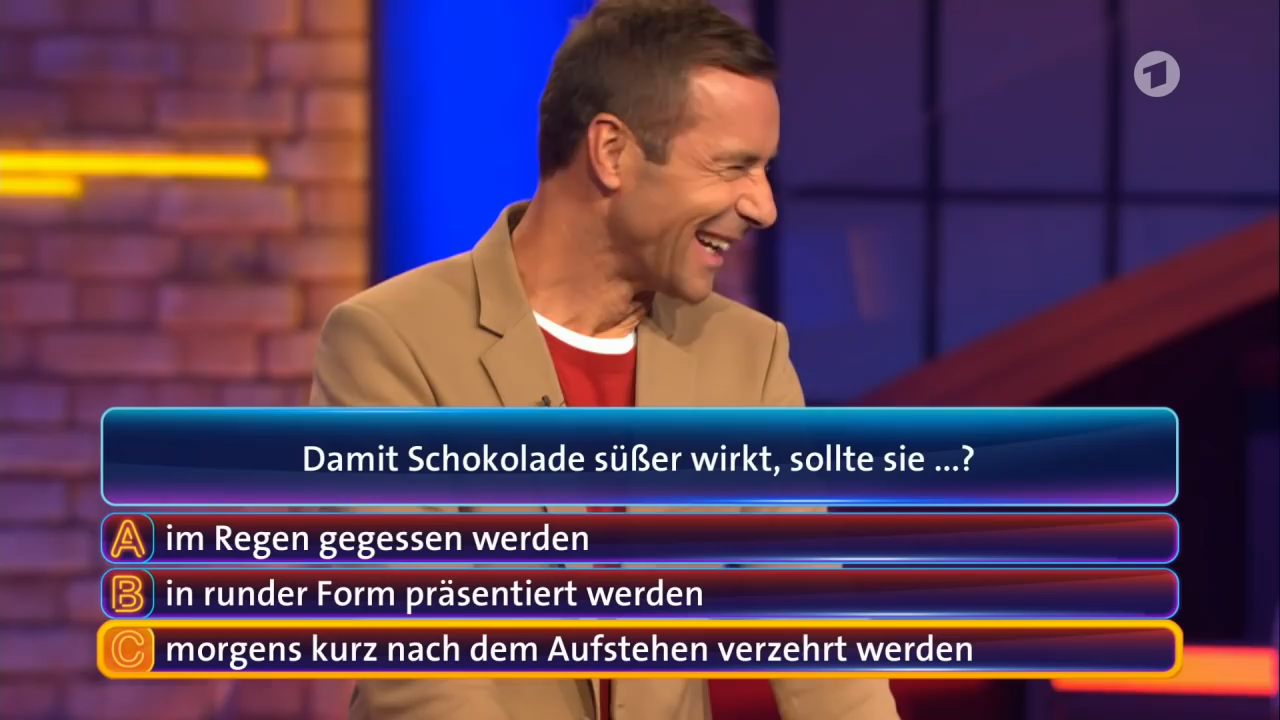 1
Damit Schokolade süßer wirkt, sollte sie ...?
A im Regen gegessen werden
B in runder Form präsentiert werden
C morgens kurz nach dem Aufstehen verzehrt werden